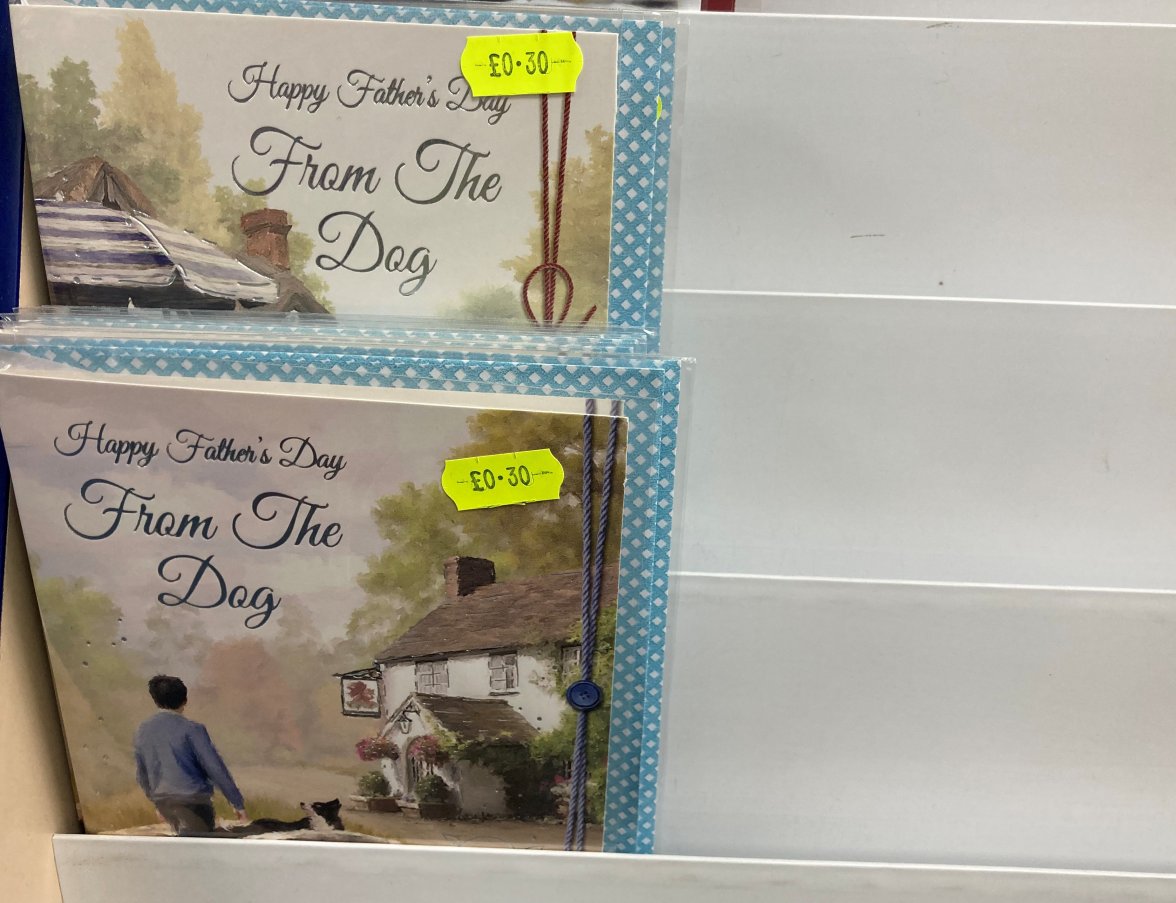 £0·30
Happy Father's Day
From The
Dog
Happy Father's Day
£0·30
From The
Dog